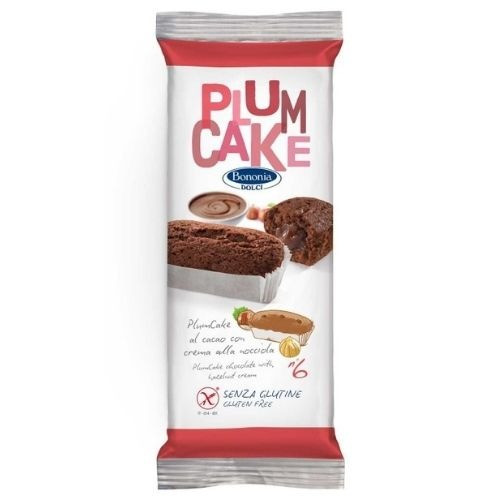 PLUM
CAKE
Bononia
DOLCI
PlumCake
al cacao con
crema alla nocciola
PlumCake chocolate with
hazelnut cream
n°6
SENZA GLUTINE
GLUTEN FREE